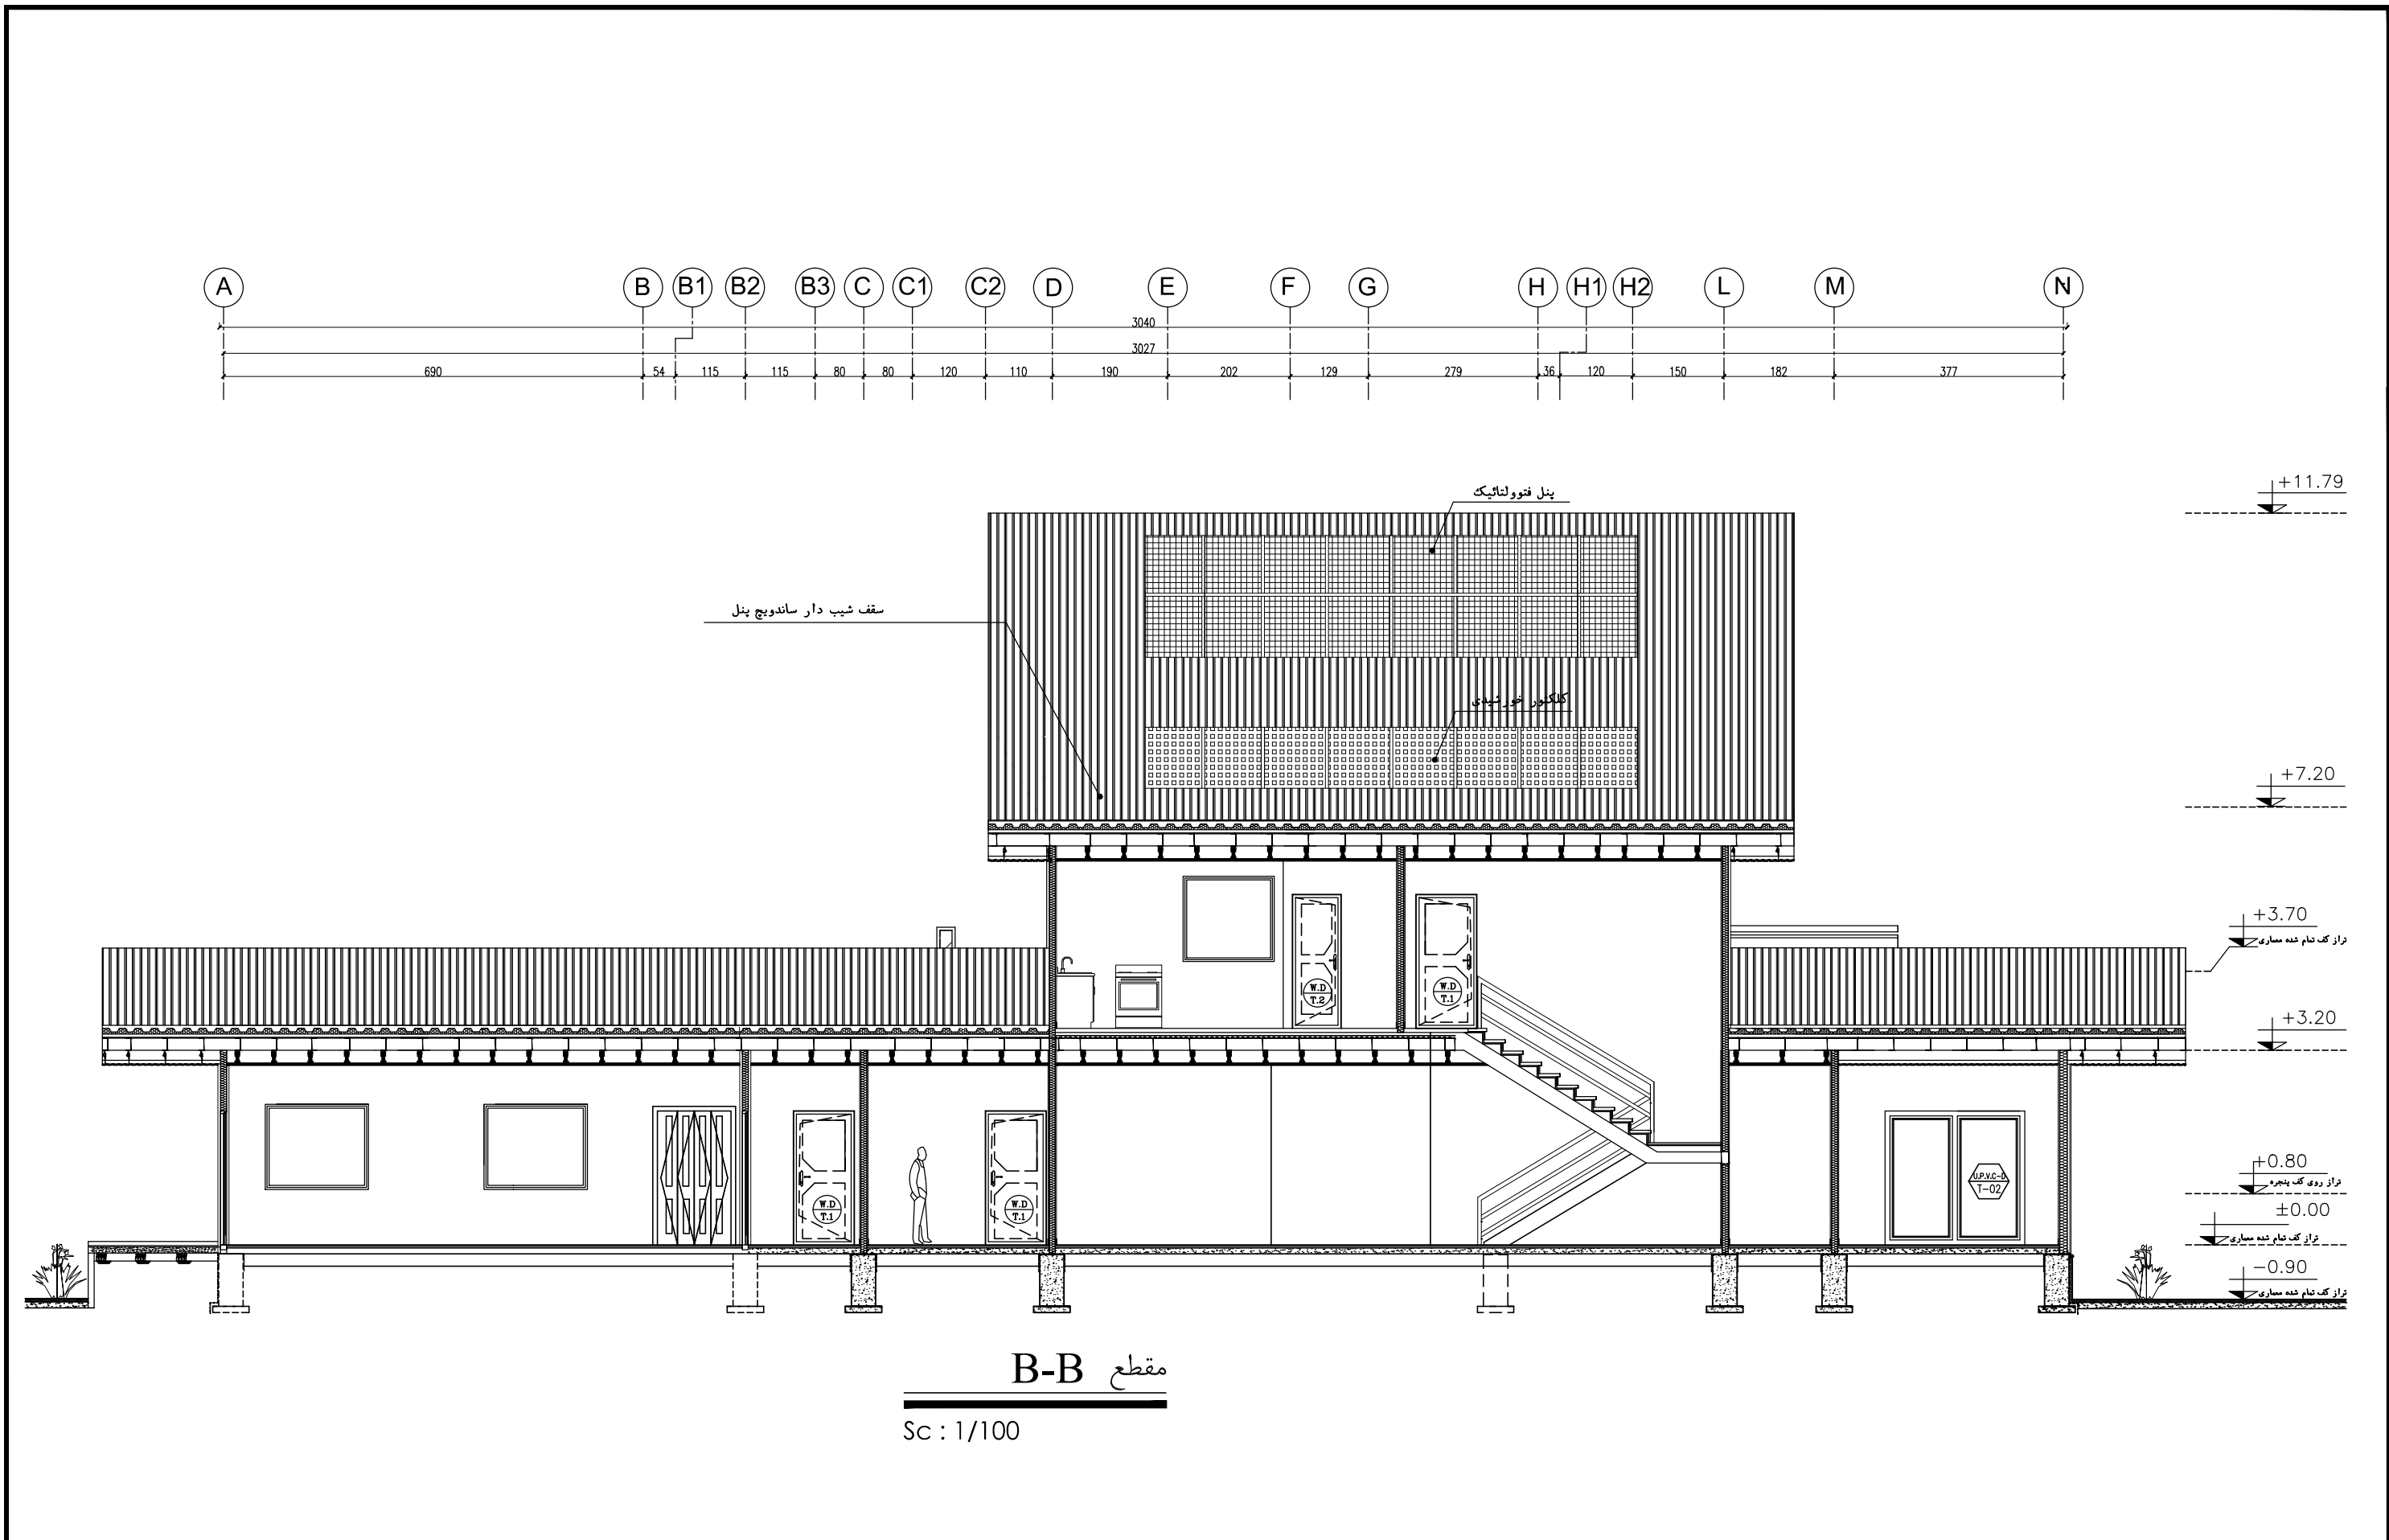 A B B1 B2 B3 C C1 C2 D E F G H H1 H2 L M N
3040
3027
690 54 115 115 80 80 120 110 190 202 129 279 36 120 150 182 377
+11.79
پنل فتوولتائیک
سقف شیب دار ساندویچ پنل
کلکتور خورشیدی
+7.20
+3.70
تراز کف تمام شده معماری
W.D
T.2
W.D
T.1
+3.20
+0.80
تراز روی کف پنجره
U.P.V.C-D
T-02
W.D
T.1
W.D
T.1
±0.00
تراز کف تمام شده معماری
-0.90
تراز کف تمام شده معماری
مقطع B-B
Sc : 1/100